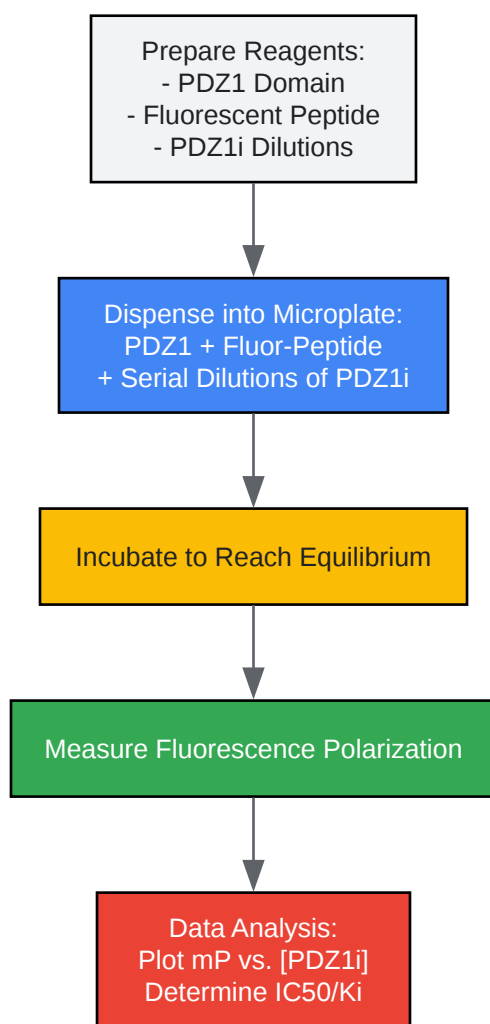 Prepare Reagents:
- PDZ1 Domain
- Fluorescent Peptide
- PDZ1i Dilutions
Dispense into Microplate:
PDZ1 + Fluor-Peptide
+ Serial Dilutions of PDZ1i
Incubate to Reach Equilibrium
Measure Fluorescence Polarization
Data Analysis:
Plot mP vs. [PDZ1i]
Determine IC50/Ki